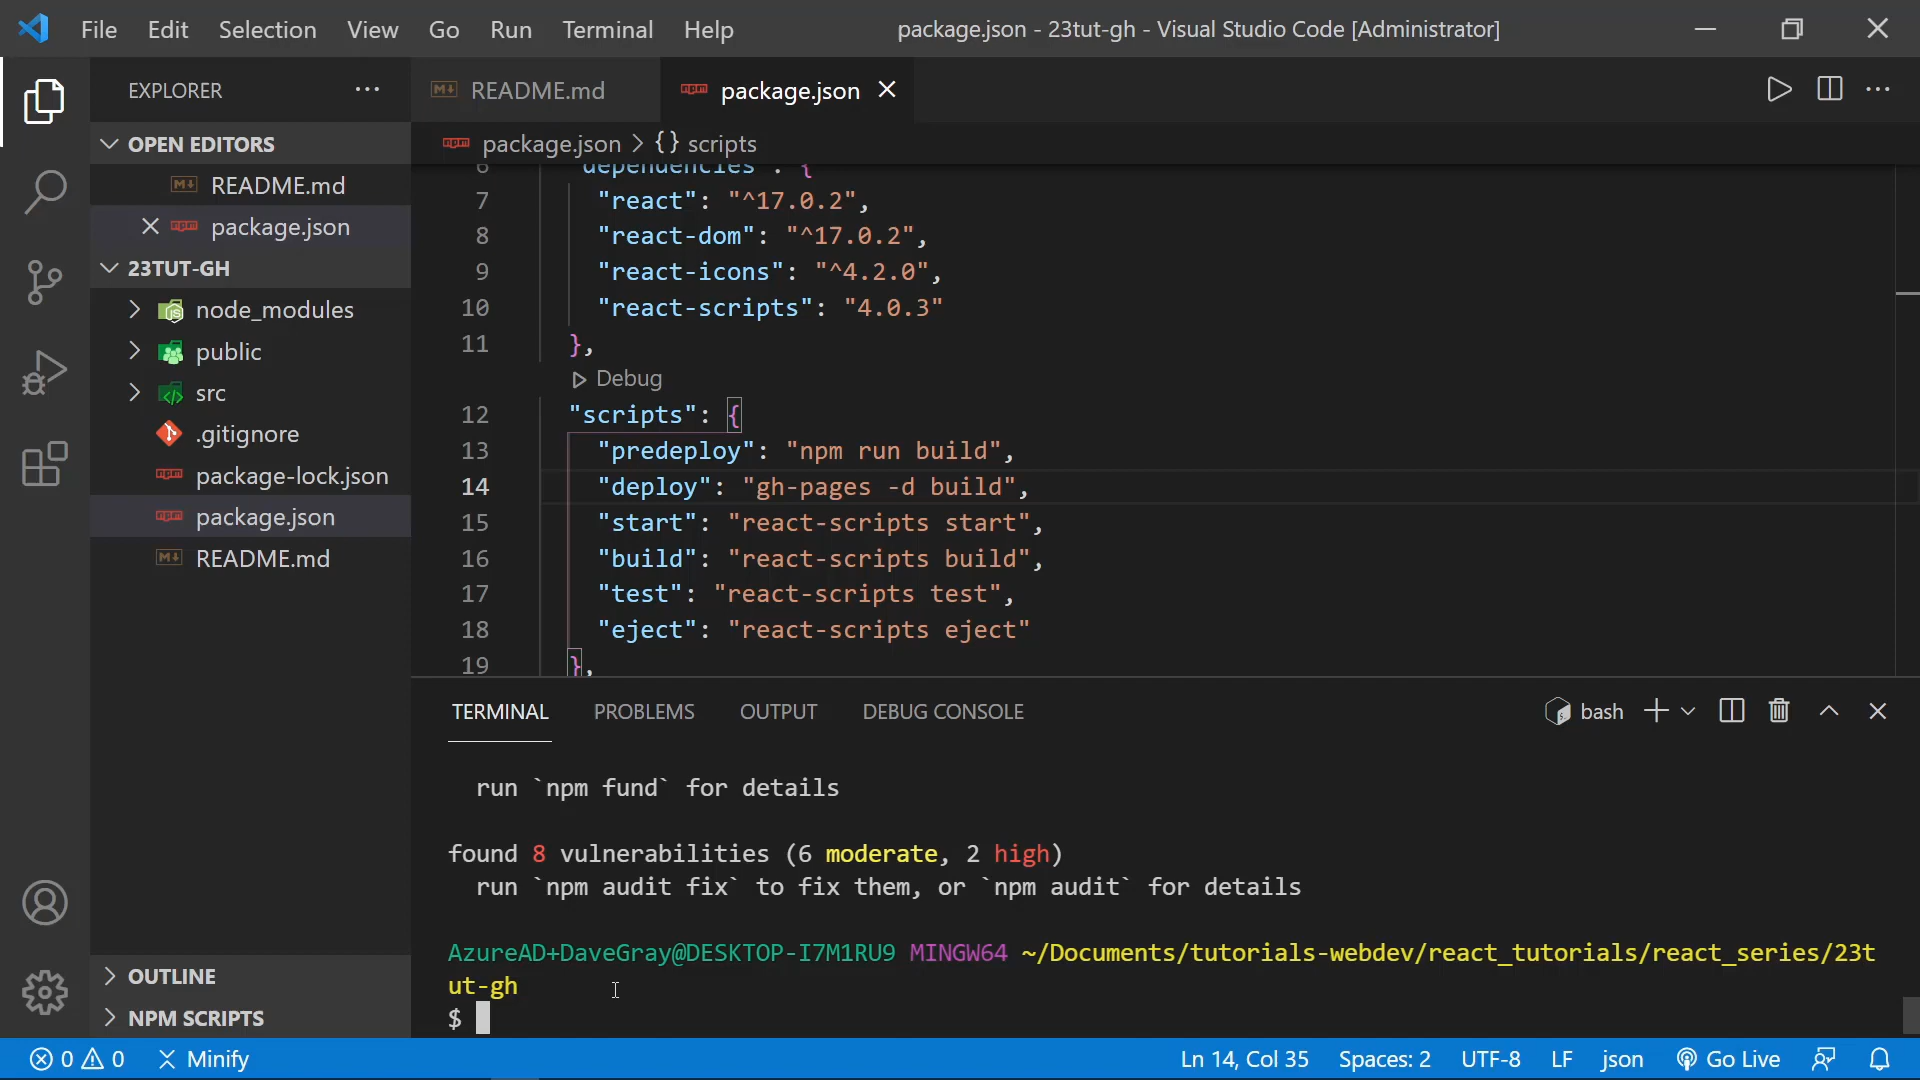 File Edit Selection View Go Run Terminal Help
package.json - 23tut-gh - Visual Studio Code [Administrator]
EXPLORER
README.md
package.json
OPEN EDITORS
README.md
package.json
23TUT-GH
node_modules
public
src
.gitignore
package-lock.json
package.json
README.md
OUTLINE
NPM SCRIPTS
package.json > {} scripts
6 "dependencies": {
7 "react": "^17.0.2",
8 "react-dom": "^17.0.2",
9 "react-icons": "^4.2.0",
10 "react-scripts": "4.0.3"
11 },
Debug
12 "scripts": {
13 "predeploy": "npm run build",
14 "deploy": "gh-pages -d build",
15 "start": "react-scripts start",
16 "build": "react-scripts build",
17 "test": "react-scripts test",
18 "eject": "react-scripts eject"
19 },
TERMINAL PROBLEMS OUTPUT DEBUG CONSOLE
bash
run `npm fund` for details
found 8 vulnerabilities (6 moderate, 2 high)
run `npm audit fix` to fix them, or `npm audit` for details
AzureAD+DaveGray@DESKTOP-I7M1RU9 MINGW64 ~/Documents/tutorials-webdev/react_tutorials/react_series/23t
ut-gh
$
0 0 Minify
Ln 14, Col 35 Spaces: 2 UTF-8 LF json Go Live